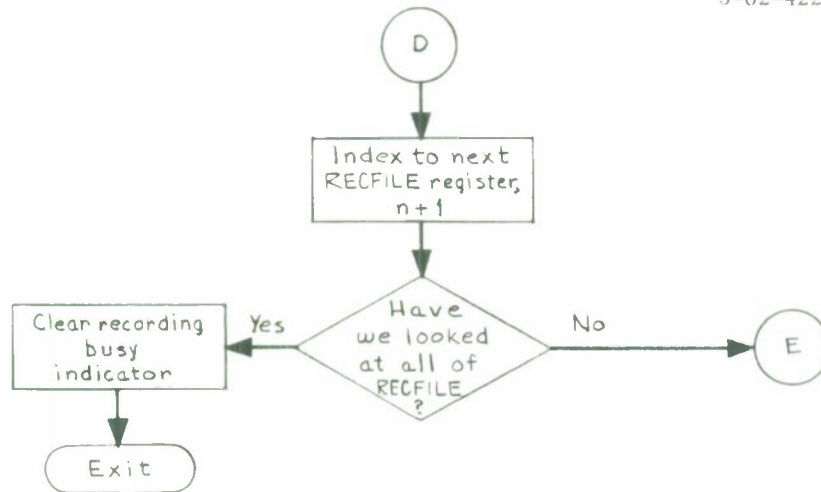 D
Index to next
RECFILE register,
n+1
Have
we looked
at all of
RECFILE
?
Yes
No
Clear recording
busy
indicator
E
Exit